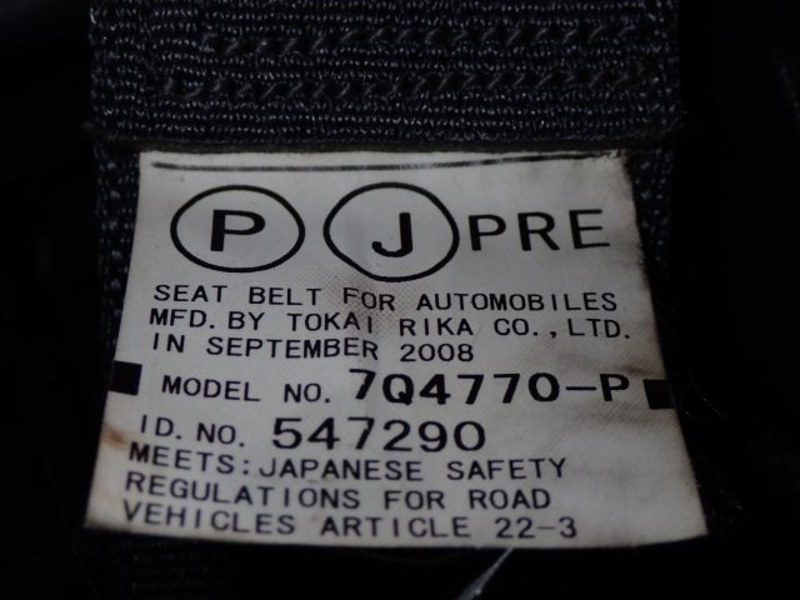 P J PRE
SEAT BELT FOR AUTOMOBILES
MFD. BY TOKAI RIKA CO., LTD.
IN SEPTEMBER 2008
MODEL NO. 7Q4770-P
ID. NO. 547290
MEETS: JAPANESE SAFETY
REGULATIONS FOR ROAD
VEHICLES ARTICLE 22-3